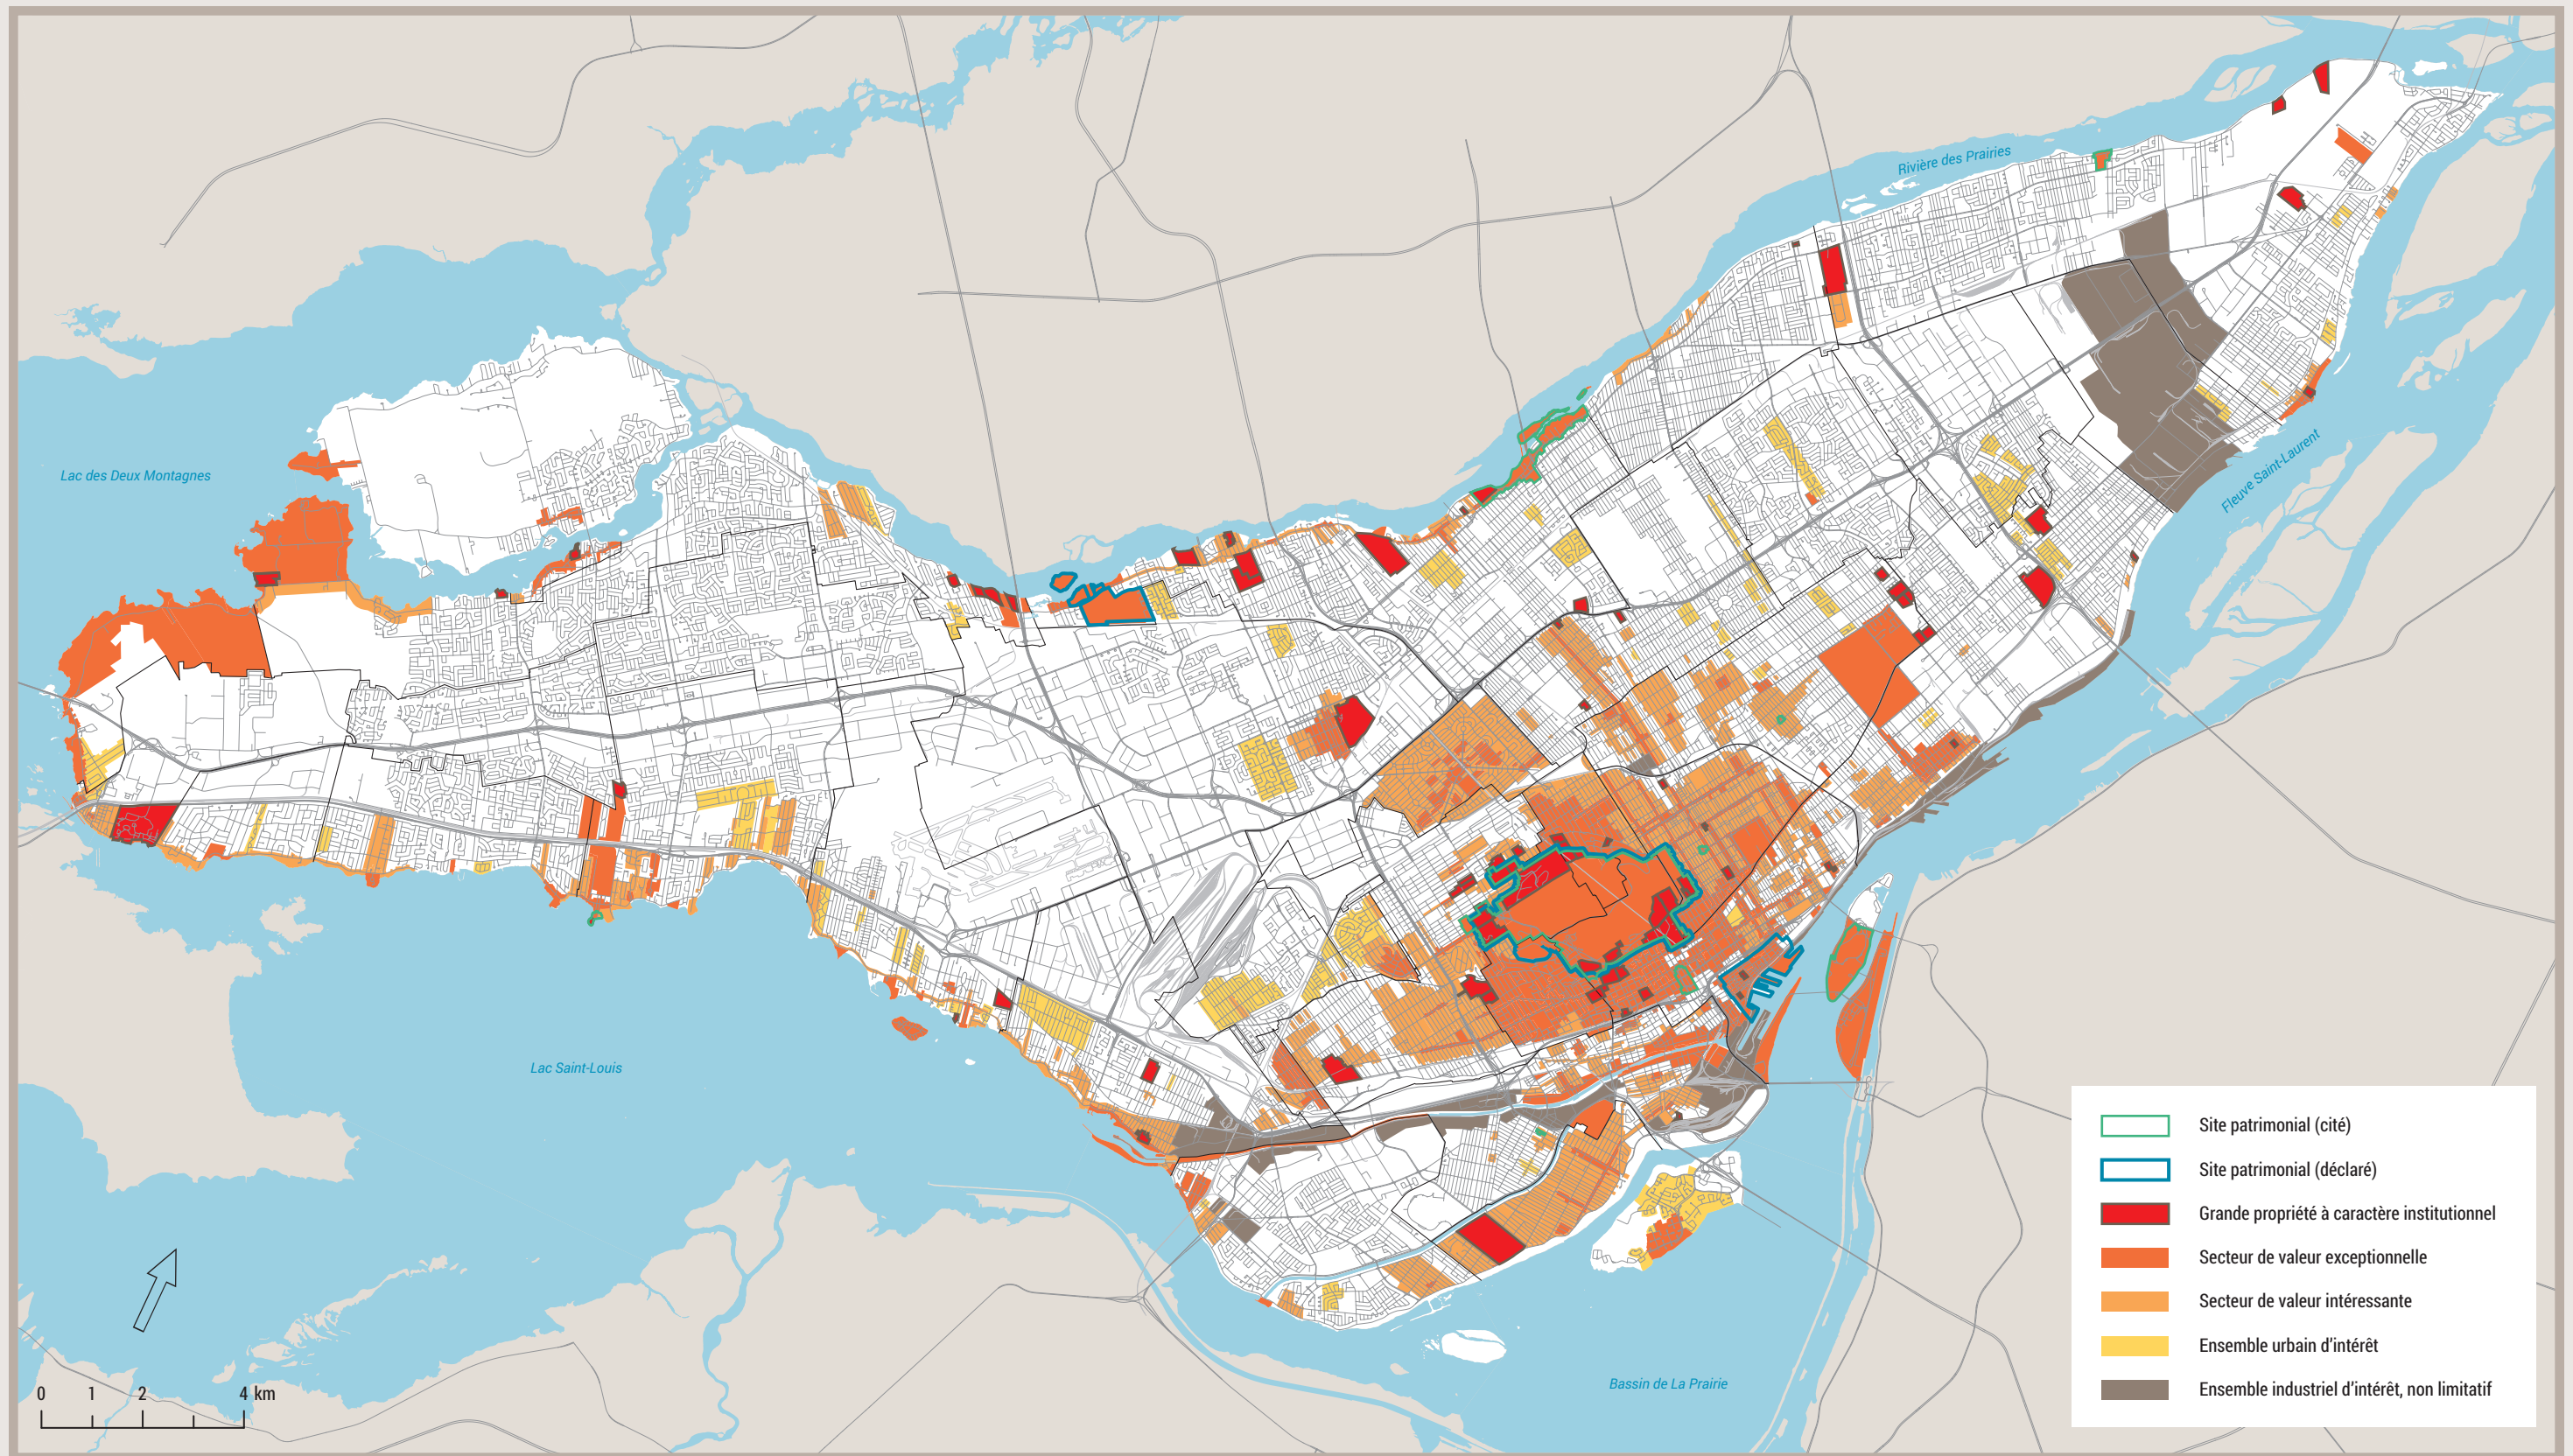 Rivière des Prairies
Lac des Deux Montagnes
Fleuve Saint-Laurent
Lac Saint-Louis
Bassin de La Prairie
0 1 2 4 km
Site patrimonial (cité)
Site patrimonial (déclaré)
Grande propriété à caractère institutionnel
Secteur de valeur exceptionnelle
Secteur de valeur intéressante
Ensemble urbain d’intérêt
Ensemble industriel d’intérêt, non limitatif